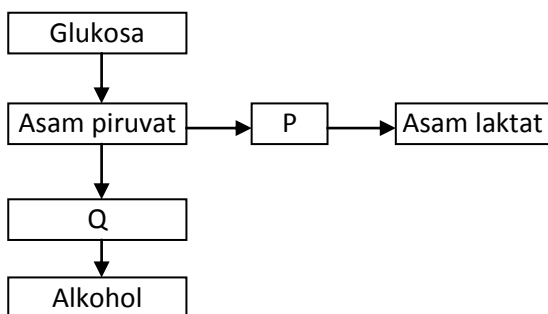 Glukosa
Asam piruvat
P
Asam laktat
Q
Alkohol